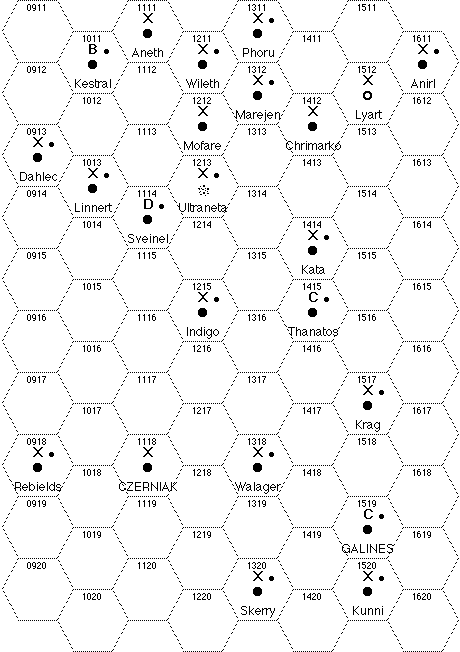 0911 1111 1311 1511
X X
1011 1211 1411 1611
B X X
Aneth Phoru
0912 1112 1312 1512
X X
Kestral Wileth Anirl
1012 1212 1412 1612
X X
Marejen Lyart
0913 1113 1313 1513
X
Mofare Chrimarko
1013 1213 1413 1613
X X
Dahlec
0914 1114 1314 1514
D
Linnert Ultraneta
1014 1214 1414 1614
X
Sveinel
0915 1115 1315 1515
Kata
1015 1215 1415 1615
X C
0916 1116 1316 1516
Indigo Thanatos
1016 1216 1416 1616
0917 1117 1317 1517
X
1017 1217 1417 1617
Krag
0918 1118 1318 1518
X X X
1018 1218 1418 1618
Rebields CZERNIAK Walager
0919 1119 1319 1519
C
1019 1219 1419 1619
GALINES
0920 1120 1320 1520
X X
1020 1220 1420 1620
Skerry Kunni